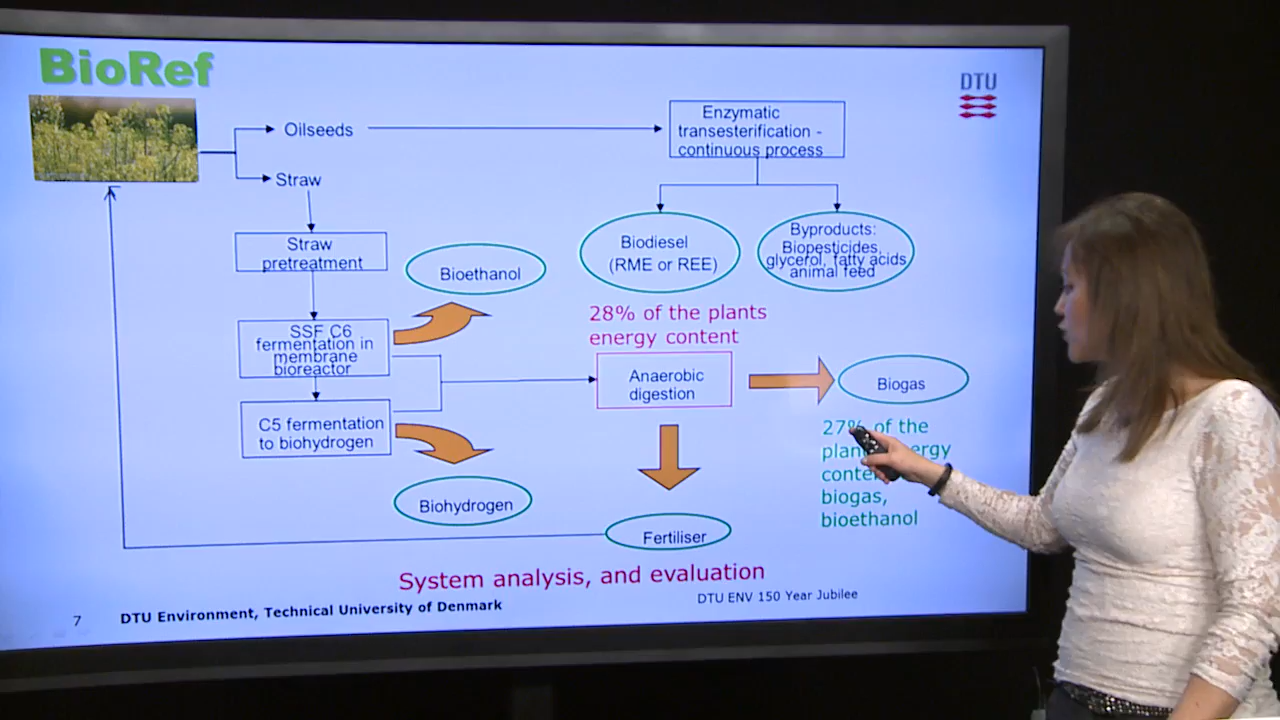 BioRef
DTU
Oilseeds
Straw
Enzymatic
transesterification -
continuous process
Straw
pretreatment
Bioethanol
Biodiesel
(RME or REE)
Byproducts:
Biopesticides,
glycerol, fatty acids
animal feed
28% of the plants
energy content
SSF C6
fermentation in
membrane
bioreactor
Anaerobic
digestion
Biogas
C5 fermentation
to biohydrogen
27% of the
biogas,
bioethanol
Biohydrogen
Fertiliser
System analysis, and evaluation
7
DTU Environment, Technical University of Denmark
DTU ENV 150 Year Jubilee